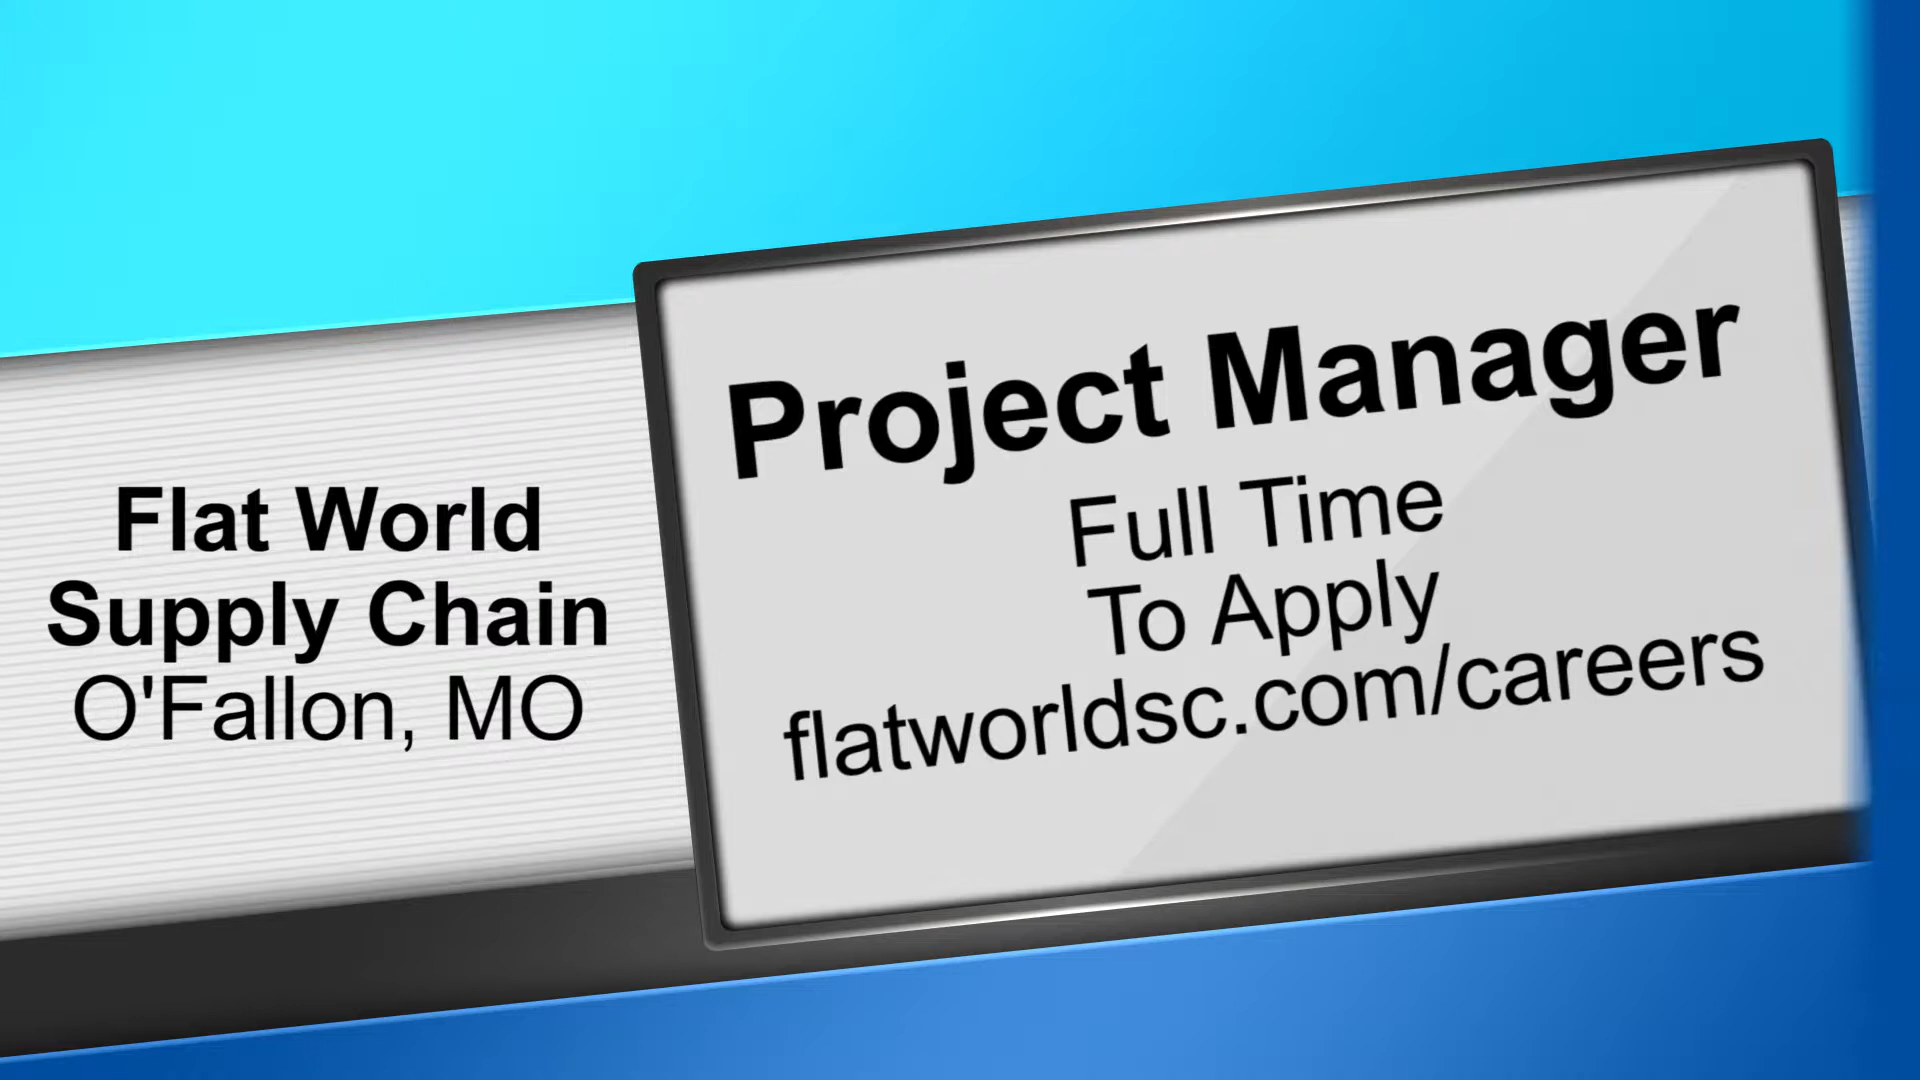 Flat World
Supply Chain
O'Fallon, MO
Project Manager
Full Time
To Apply
flatworldsc.com/careers